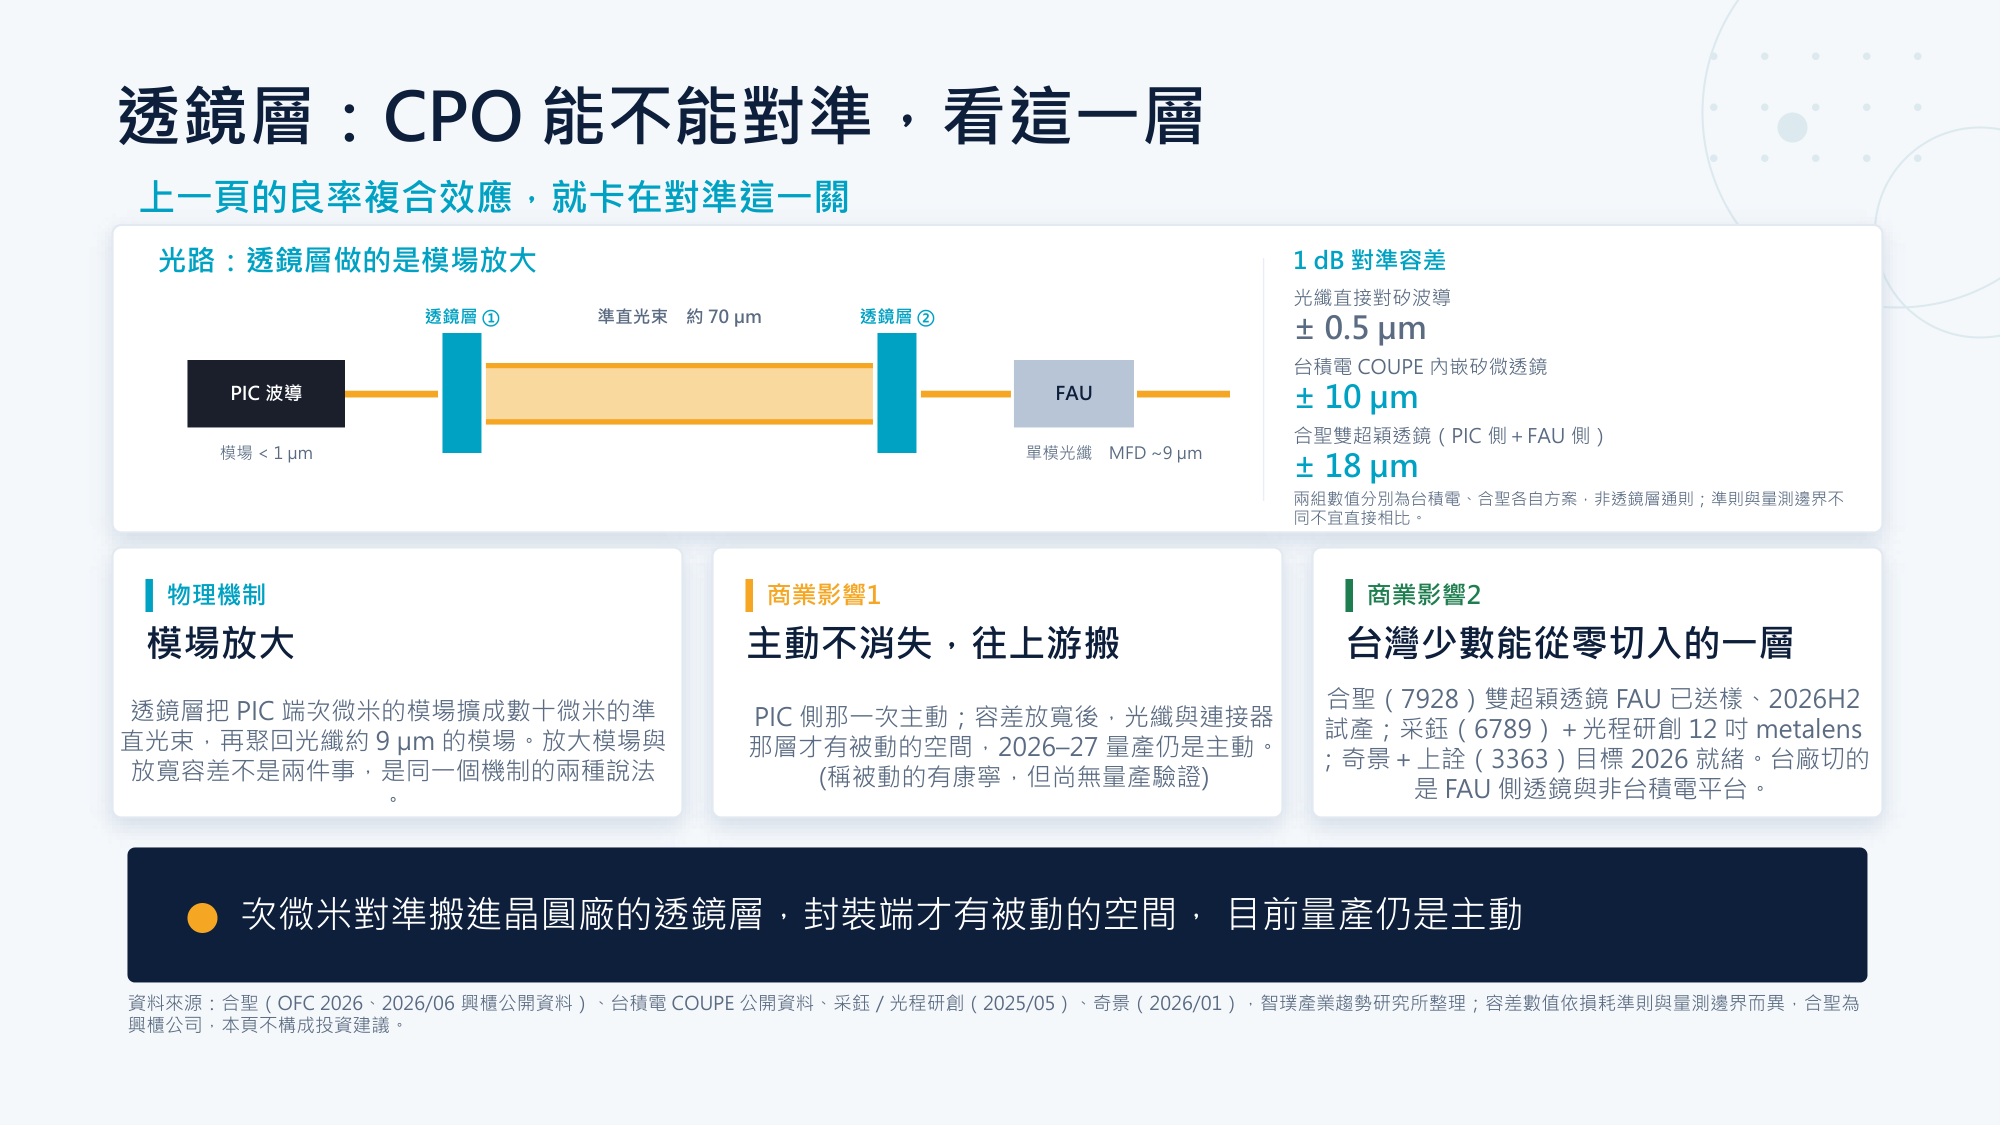 透鏡層：CPO 能不能對準，看這一層
上一頁的良率複合效應，就卡在對準這一關
光路：透鏡層做的是模場放大
透鏡層 ①
準直光束　約 70 µm
透鏡層 ②
PIC 波導
FAU
模場 < 1 µm
單模光纖　MFD ~9 µm
1 dB 對準容差
光纖直接對矽波導
± 0.5 µm
台積電 COUPE 內嵌矽微透鏡
± 10 µm
合聖雙超穎透鏡（PIC 側＋FAU 側）
± 18 µm
兩組數值分別為台積電、合聖各自方案，非透鏡層通則；準則與量測邊界不
同不宜直接相比。
物理機制
模場放大
透鏡層把 PIC 端次微米的模場擴成數十微米的準
直光束，再聚回光纖約 9 µm 的模場。放大模場與
放寬容差不是兩件事，是同一個機制的兩種說法
。
商業影響1
主動不消失，往上游搬
PIC 側那一次主動；容差放寬後，光纖與連接器
那層才有被動的空間，2026–27 量產仍是主動。
(稱被動的有康寧，但尚無量產驗證)
商業影響2
台灣少數能從零切入的一層
合聖（7928）雙超穎透鏡 FAU 已送樣、2026H2
試產；采鈺（6789）＋光程研創 12 吋 metalens
；奇景＋上詮（3363）目標 2026 就緒。台廠切的
是 FAU 側透鏡與非台積電平台。
次微米對準搬進晶圓廠的透鏡層，封裝端才有被動的空間， 目前量產仍是主動
資料來源：合聖（OFC 2026、2026/06 興櫃公開資料）、台積電 COUPE 公開資料、采鈺 / 光程研創（2025/05）、奇景（2026/01），智璞產業趨勢研究所整理；容差數值依損耗準則與量測邊界而異，合聖為
興櫃公司，本頁不構成投資建議。